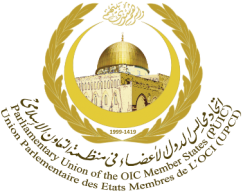 1999-1419
اتحاد مجالس الدول الأعضاء في منظمة التعاون الإسلامي
Parliamentary Union of the OIC Member States (PUIC)
Union Parlementaire des Etats Membres de L'OCI (UPCI)